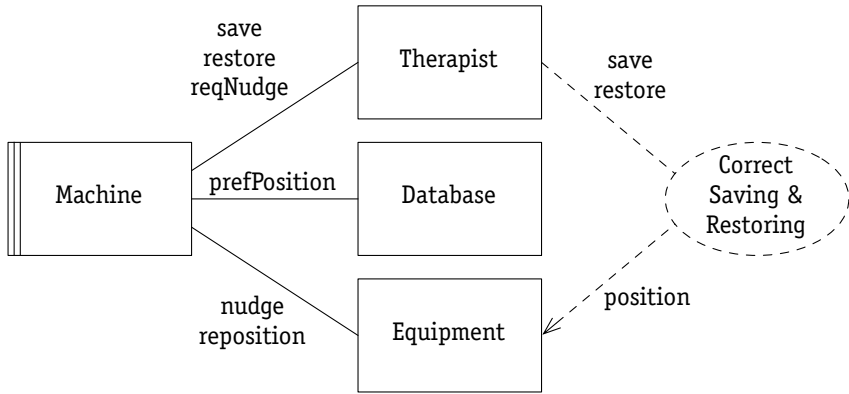 save
restore
reqNudge
Therapist
save
restore
Machine
prefPosition
Database
Correct
Saving &
Restoring
nudge
reposition
Equipment
position